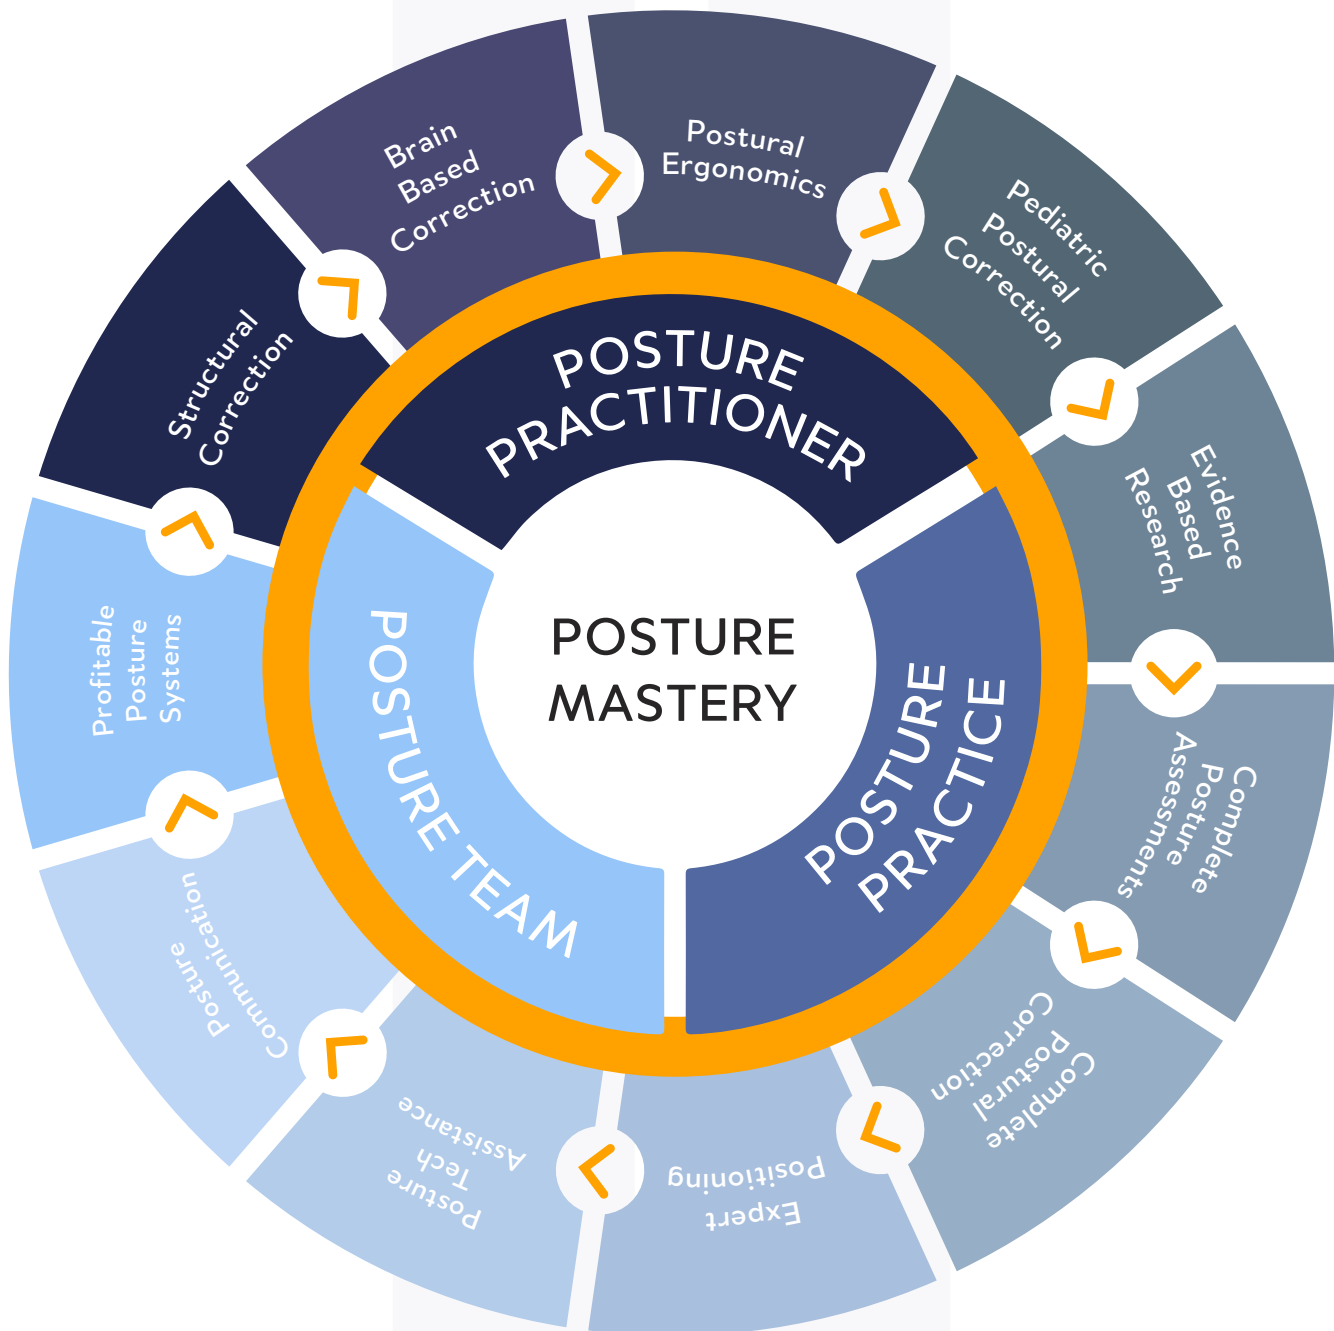 POSTURE
MASTERY
POSTURE
PRACTITIONER
POSTURE
PRACTICE
POSTURE TEAM
Structural
Correction
Brain
Based
Correction
Postural
Ergonomics
Pediatric
Postural
Correction
Evidence
Based
Research
Complete
Posture
Assessments
Complete
Postural
Correction
Expert
Positioning
Posture
Tech
Assistance
Posture
Communication
Profitable
Posture
Systems